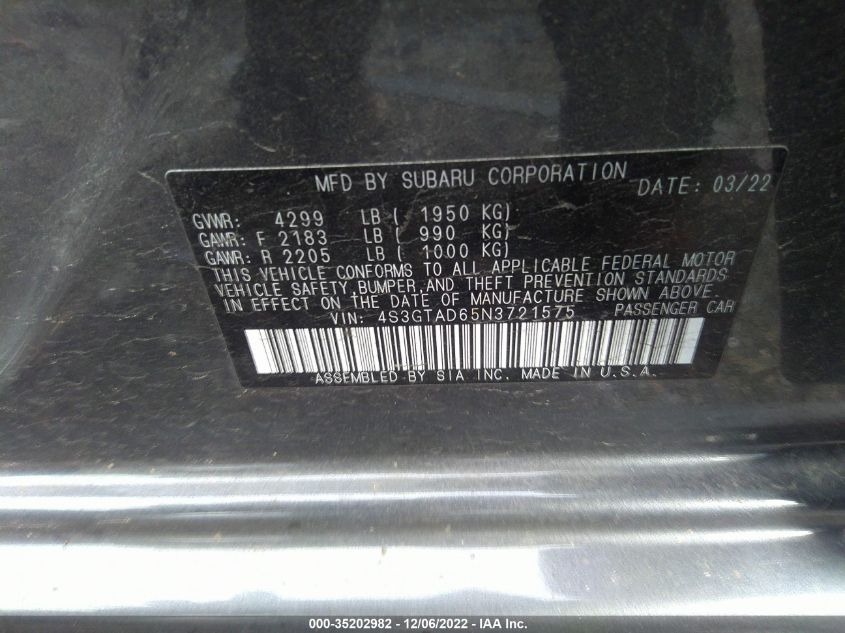 MFD BY SUBARU CORPORATION DATE: 03/22
GVWR: 4299 LB ( 1950 KG)
GAWR: F 2183 LB ( 990 KG)
GAWR: R 2205 LB ( 1000 KG)
THIS VEHICLE CONFORMS TO ALL APPLICABLE FEDERAL MOTOR
VEHICLE SAFETY, BUMPER, AND THEFT PREVENTION STANDARDS
IN EFFECT ON THE DATE OF MANUFACTURE SHOWN ABOVE.
VIN: 4S3GTAD65N3721575 PASSENGER CAR
ASSEMBLED BY SIA INC. MADE IN U.S.A.
000-35202982 - 12/06/2022 - IAA Inc.